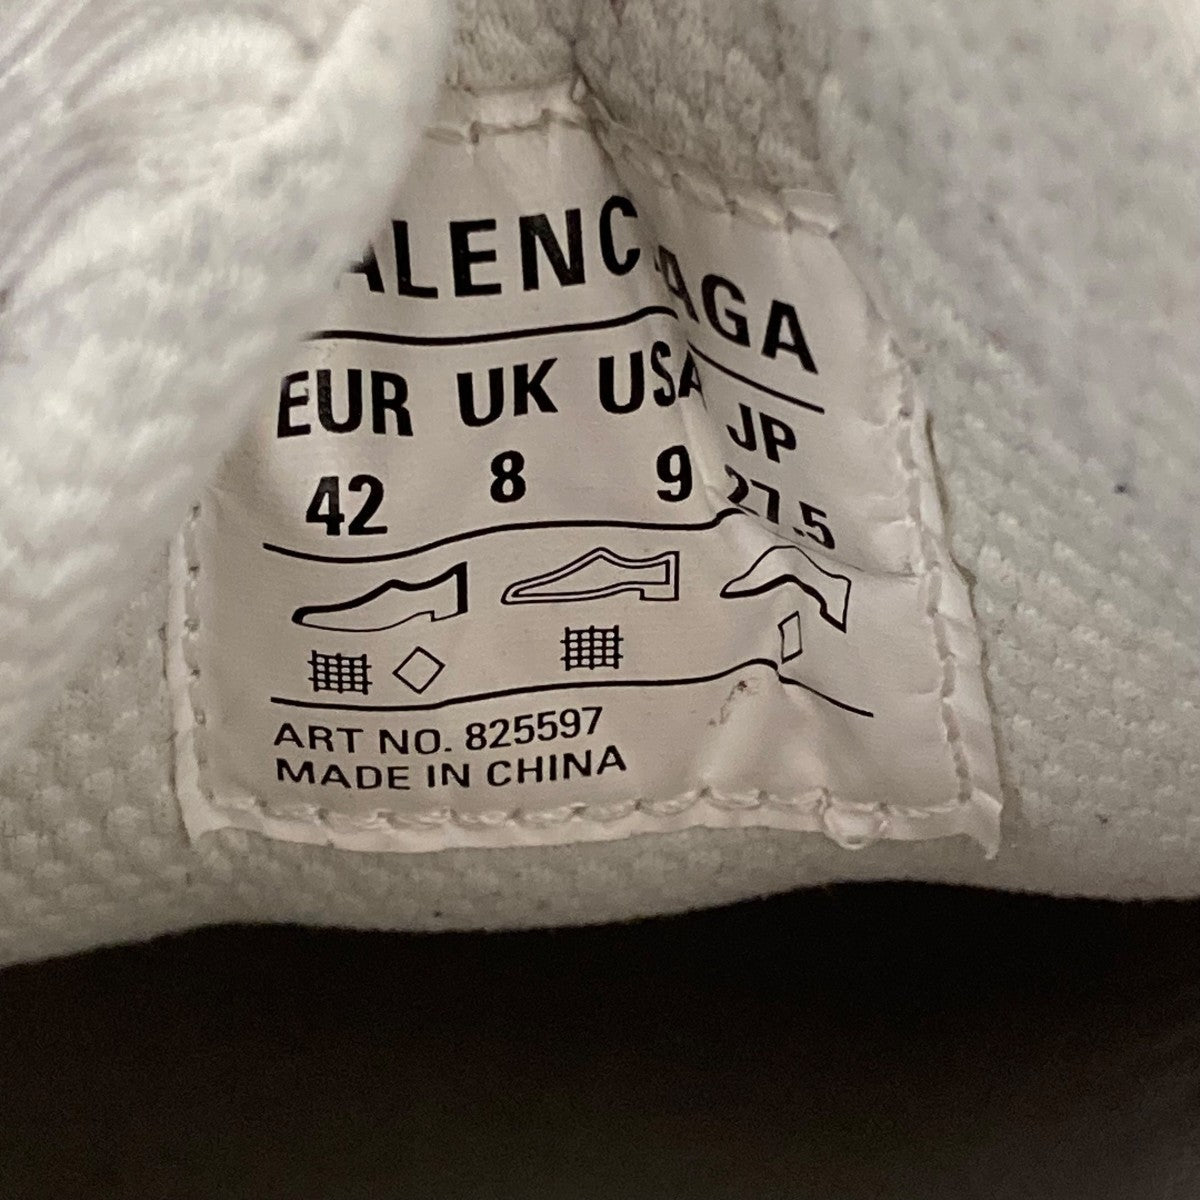 ALENC AGA
EUR UK USA JP
42 8 9 27.5
ART NO. 825597
MADE IN CHINA